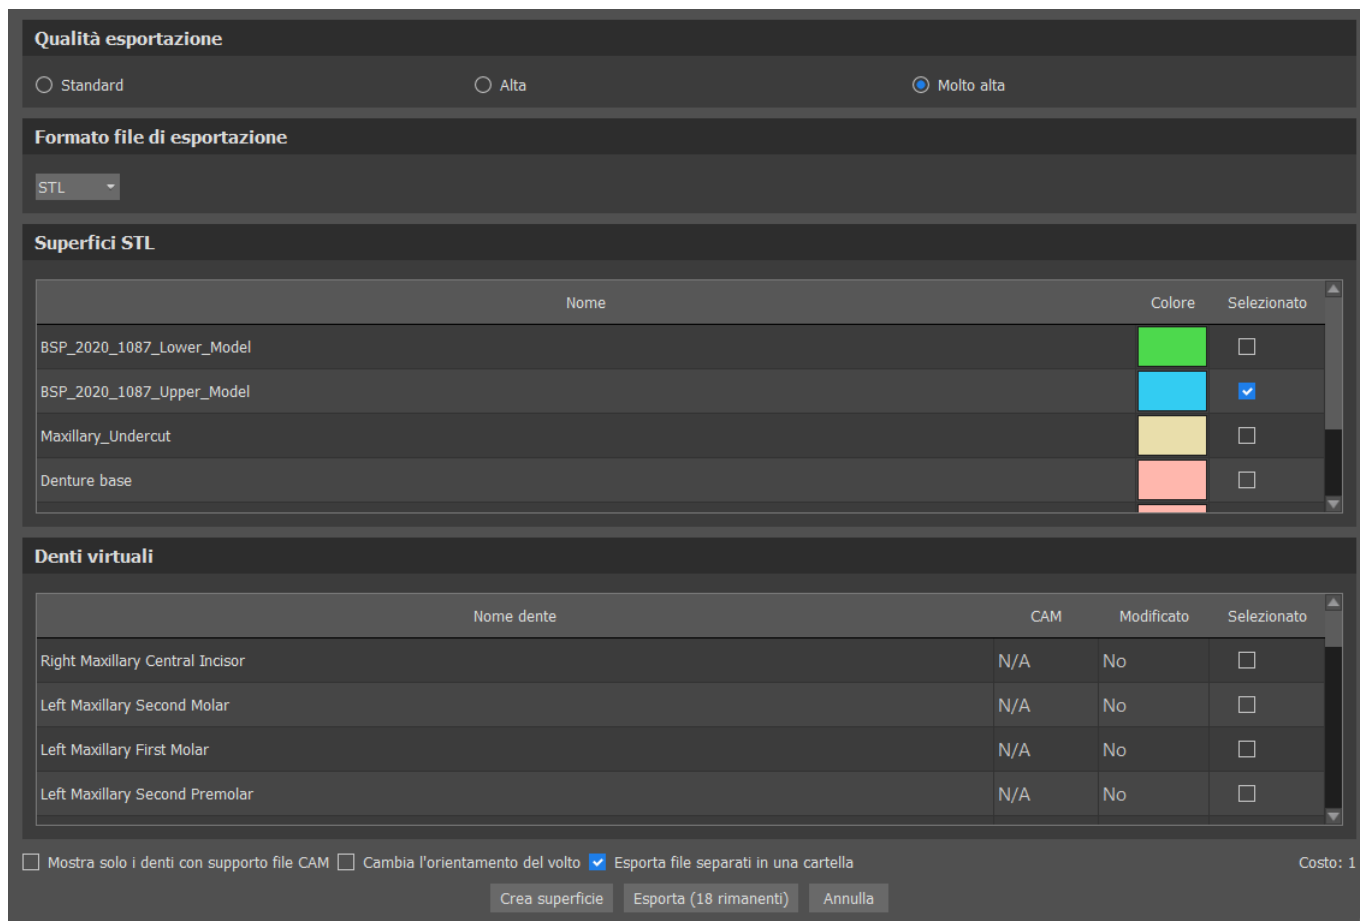 Qualità esportazione
Standard Alta Molto alta
Formato file di esportazione
STL
Superfici STL
Nome Colore Selezionato
BSP_2020_1087_Lower_Model
BSP_2020_1087_Upper_Model
Maxillary_Undercut
Denture base
Denti virtuali
Nome dente CAM Modificato Selezionato
Right Maxillary Central Incisor N/A No
Left Maxillary Second Molar N/A No
Left Maxillary First Molar N/A No
Left Maxillary Second Premolar N/A No
Mostra solo i denti con supporto file CAM Cambia l'orientamento del volto Esporta file separati in una cartella Costo: 1
Crea superficie Esporta (18 rimanenti) Annulla